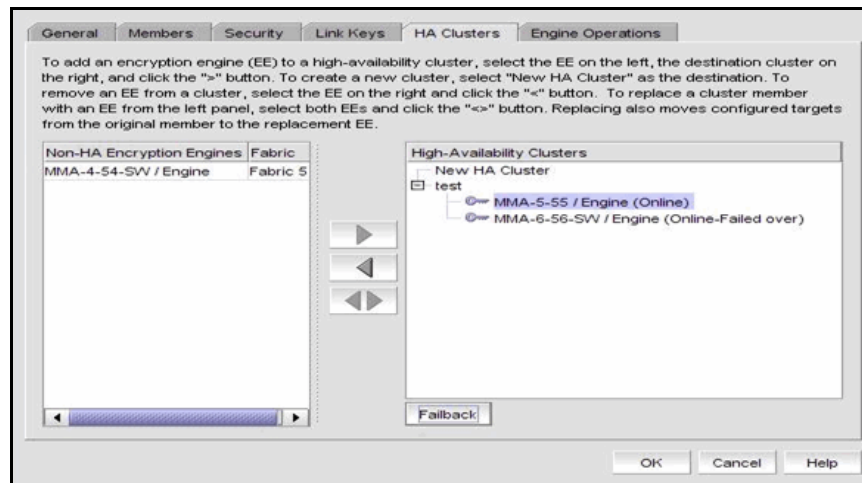 General Members Security Link Keys HA Clusters Engine Operations
To add an encryption engine (EE) to a high-availability cluster, select the EE on the left, the destination cluster on
the right, and click the ">" button. To create a new cluster, select "New HA Cluster" as the destination. To
remove an EE from a cluster, select the EE on the right and click the "<" button. To replace a cluster member
with an EE from the left panel, select both EEs and click the "<>" button. Replacing also moves configured targets
from the original member to the replacement EE.
Non-HA Encryption Engines Fabric
MMA-4-54-SW / Engine Fabric 5
High-Availability Clusters
New HA Cluster
test
MMA-5-55 / Engine (Online)
MMA-6-56-SW / Engine (Online-Failed over)
Failback
OK Cancel Help